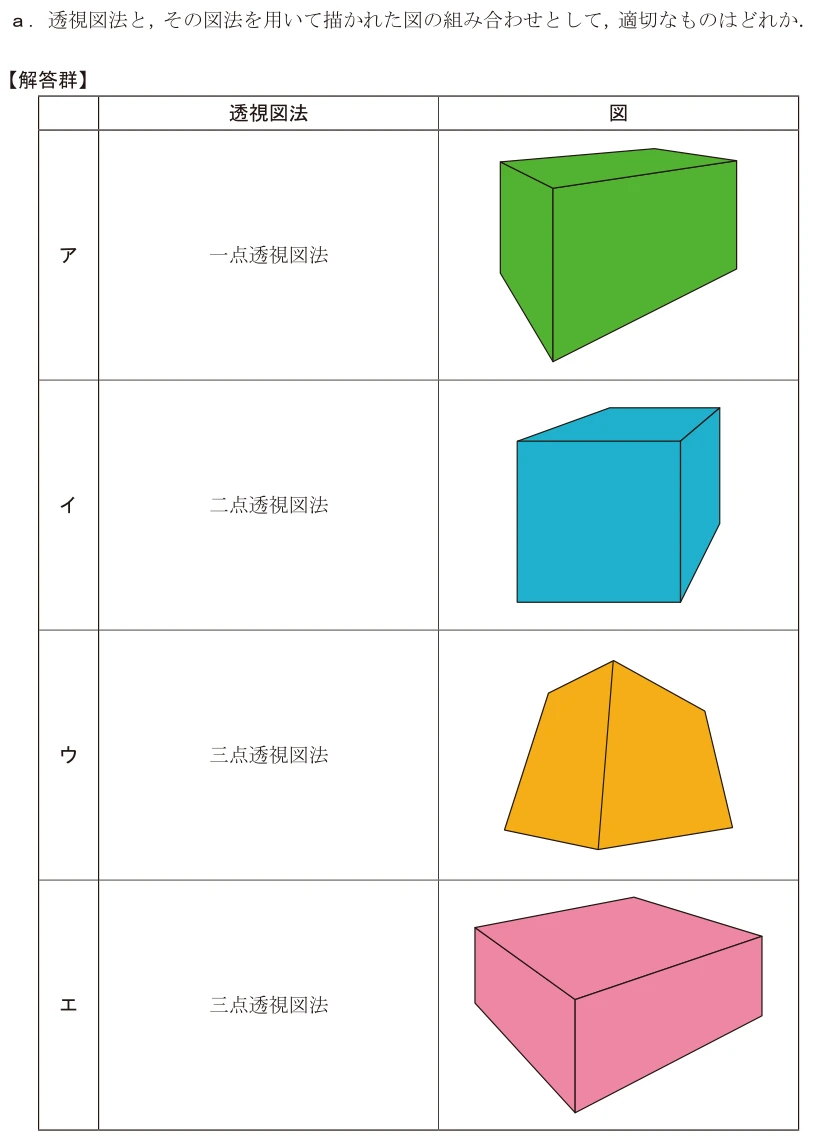 a．透視図法と，その図法を用いて描かれた図の組み合わせとして，適切なものはどれか．
【解答群】
透視図法 図
ア 一点透視図法
イ 二点透視図法
ウ 三点透視図法
エ 三点透視図法